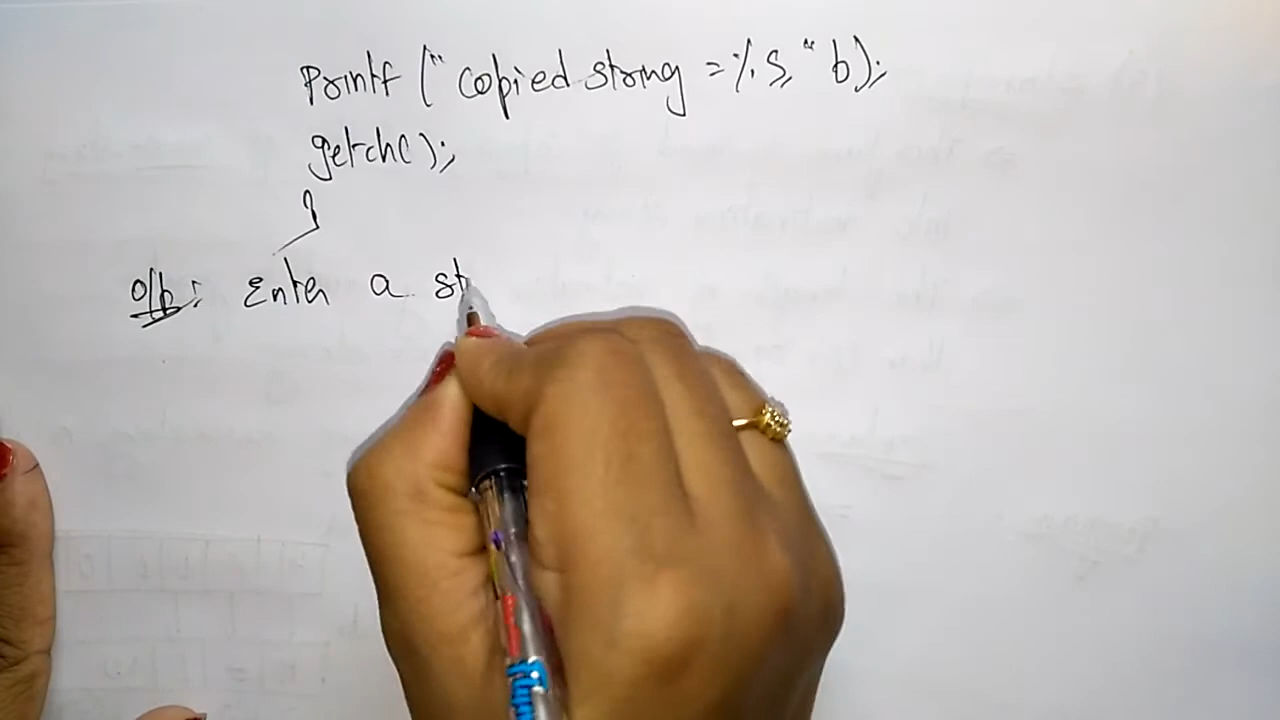 Printf ("Copied string = %s," b);
getch();
}
O/p: Enter a st